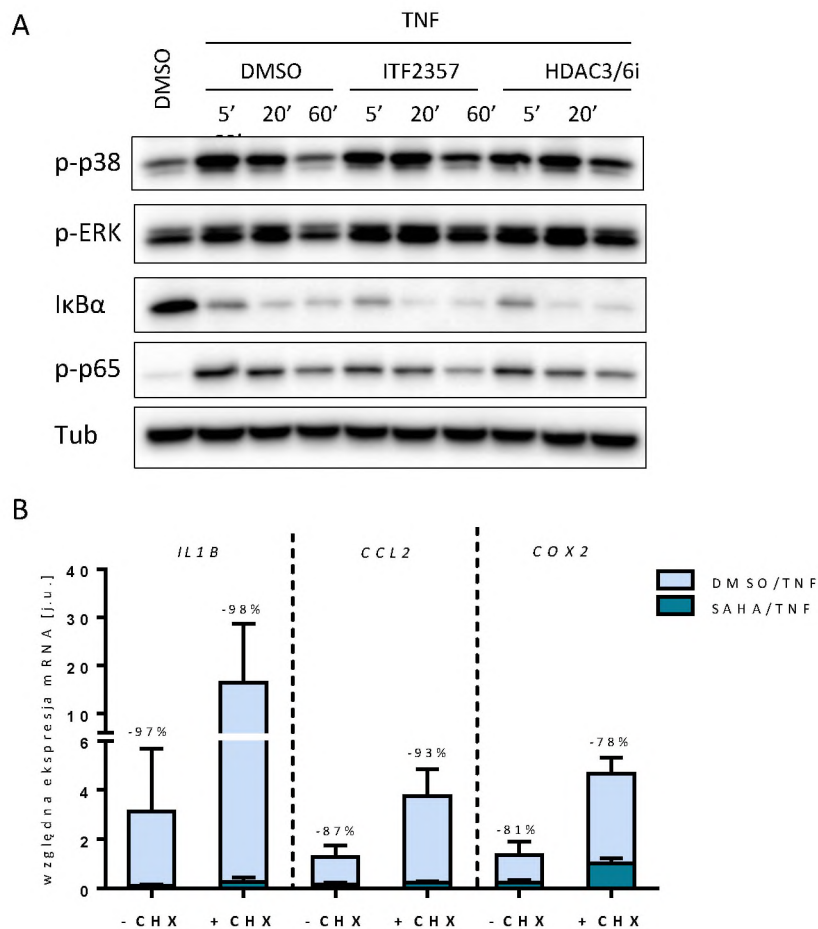 A
TNF
DMSO
DMSO ITF2357 HDAC3/6i
5’ 20’ 60’ 5’ 20’ 60’ 5’ 20’
p-p38
p-ERK
IκBα
p-p65
Tub
B
IL1B CCL2 COX2
DMSO/TNF
SAHA/TNF
względna ekspresja mRNA [j.u.]
40
30
20
10
6
4
2
0
-97% -98% -87% -93% -81% -78%
- CHX + CHX - CHX + CHX - CHX + CHX